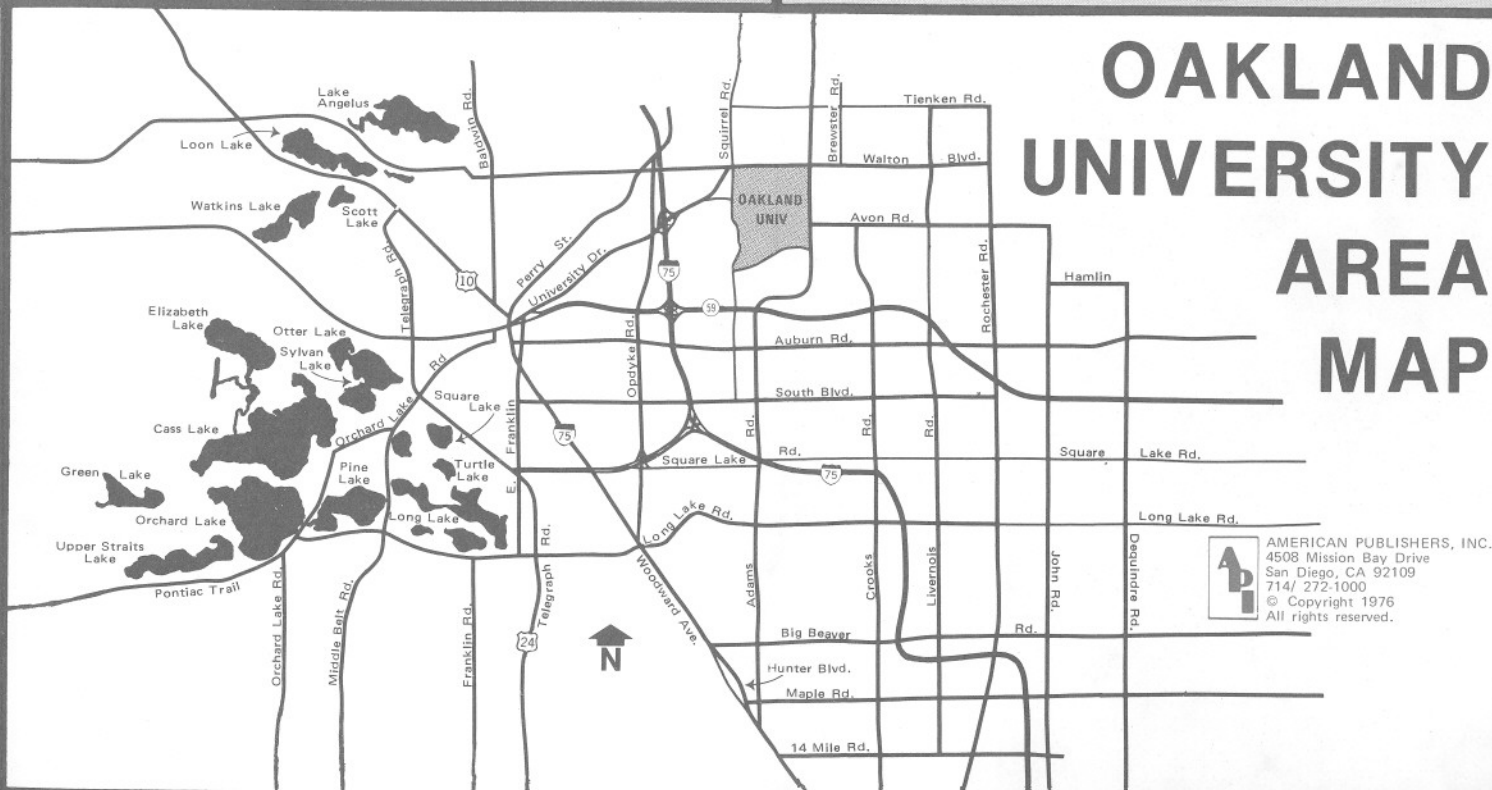 OAKLAND
UNIVERSITY
AREA
MAP
Lake
Angelus
Loon Lake
Baldwin Rd.
Squirrel Rd.
Brewster Rd.
Tienken Rd.
Walton Blvd.
Watkins Lake
Scott
Lake
OAKLAND
UNIV
Avon Rd.
Telegraph Rd.
10
Perry St.
University Dr.
75
Rochester Rd.
Hamlin
59
Elizabeth
Lake
Otter Lake
Sylvan
Lake
Opdyke Rd.
Auburn Rd.
Orchard Lake Rd
Square
Lake
South Blvd.
Cass Lake
E. Franklin Rd.
75
Square Lake Rd.
Square Lake Rd.
75
Green Lake
Pine
Lake
Turtle
Lake
Orchard Lake
Long Lake
Long Lake Rd.
Long Lake Rd.
Upper Straits
Lake
Pontiac Trail
Orchard Lake Rd.
Middle Belt Rd.
Franklin Rd.
Telegraph
24
N
Woodward Ave.
Adams Rd.
Crooks Rd.
Livernois Rd.
John Rd.
Dequindre Rd.
Big Beaver Rd.
Hunter Blvd.
Maple Rd.
14 Mile Rd.
API
AMERICAN PUBLISHERS, INC.
4508 Mission Bay Drive
San Diego, CA 92109
714/ 272-1000
© Copyright 1976
All rights reserved.